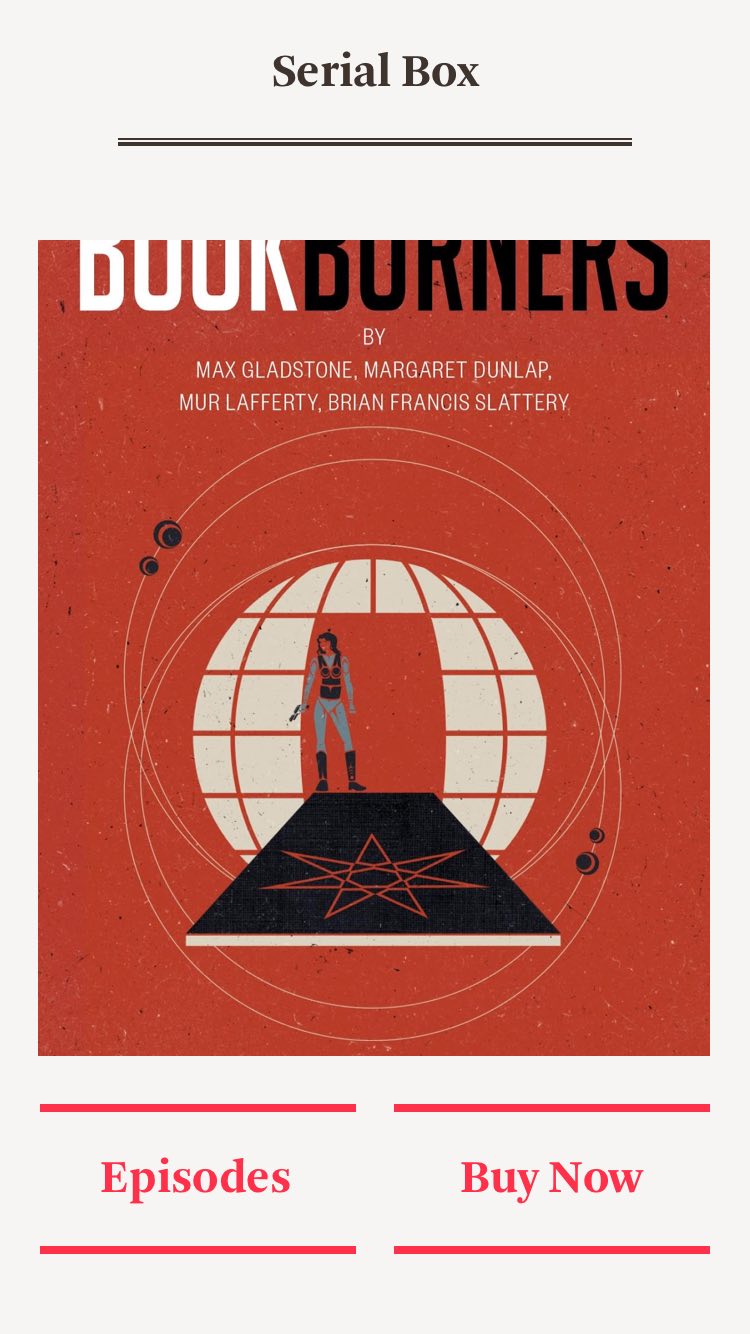 Serial Box
BOOKBURNERS
BY
MAX GLADSTONE, MARGARET DUNLAP,
MUR LAFFERTY, BRIAN FRANCIS SLATTERY
Episodes
Buy Now